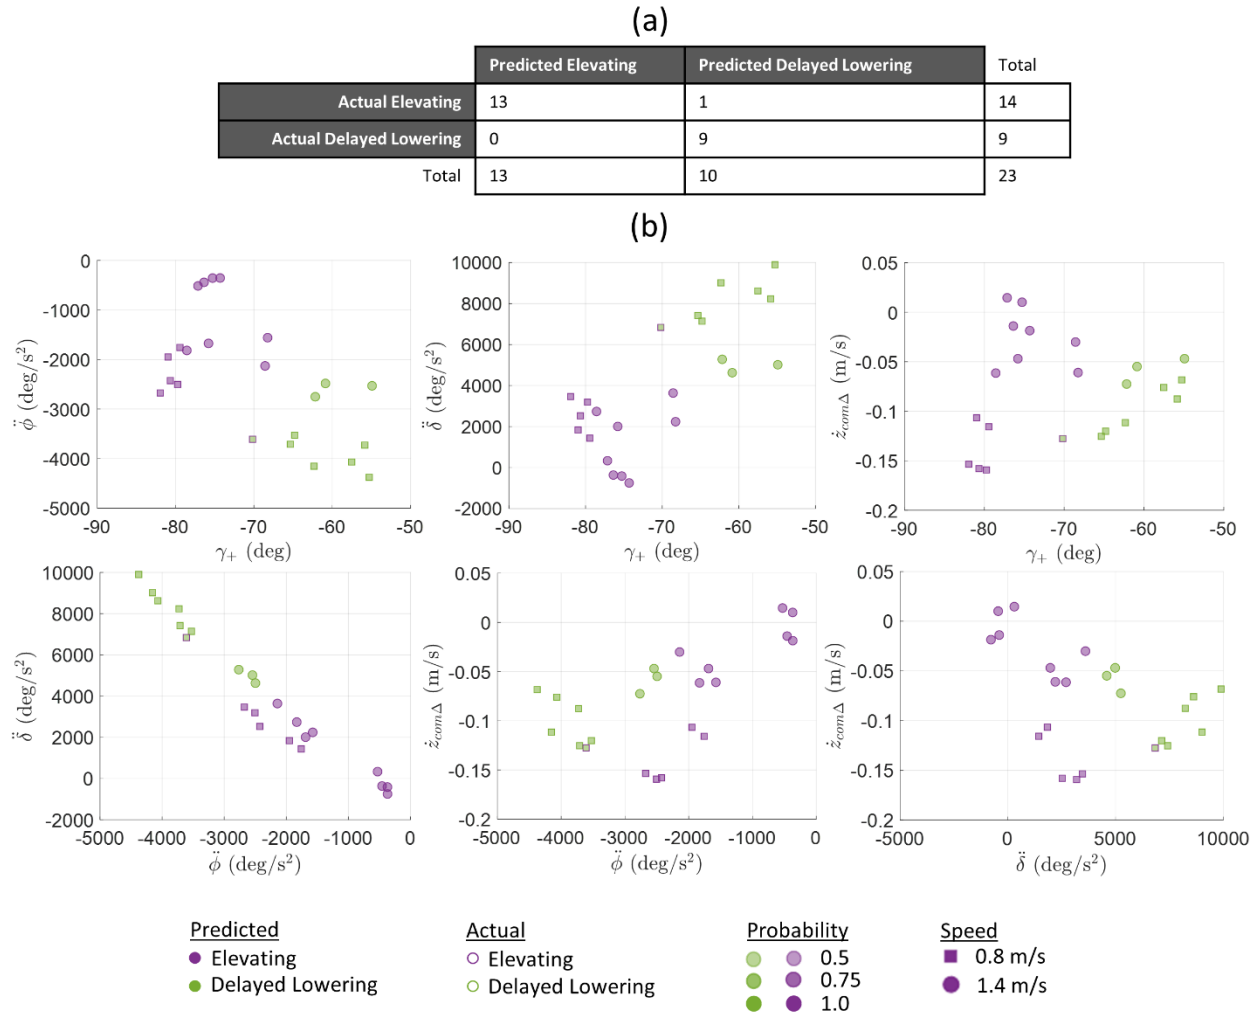 (a)
Predicted Elevating Predicted Delayed Lowering Total
Actual Elevating 13 1 14
Actual Delayed Lowering 0 9 9
Total 13 10 23
(b)
0
-1000
-2000
-3000
-4000
-5000
-90 -80 -70 -60 -50
γ₊ (deg)
ϕ̈ (deg/s²)
10000
8000
6000
4000
2000
0
-2000
-90 -80 -70 -60 -50
γ₊ (deg)
δ̈ (deg/s²)
0.05
0
-0.05
-0.1
-0.15
-0.2
-90 -80 -70 -60 -50
γ₊ (deg)
ż_comΔ (m/s)
10000
8000
6000
4000
2000
0
-2000
-5000 -4000 -3000 -2000 -1000 0
ϕ̈ (deg/s²)
δ̈ (deg/s²)
0.05
0
-0.05
-0.1
-0.15
-0.2
-5000 -4000 -3000 -2000 -1000 0
ϕ̈ (deg/s²)
ż_comΔ (m/s)
0.05
0
-0.05
-0.1
-0.15
-0.2
-5000 0 5000 10000
δ̈ (deg/s²)
ż_comΔ (m/s)
Predicted
Elevating
Delayed Lowering
Actual
Elevating
Delayed Lowering
Probability
0.5
0.75
1.0
Speed
0.8 m/s
1.4 m/s